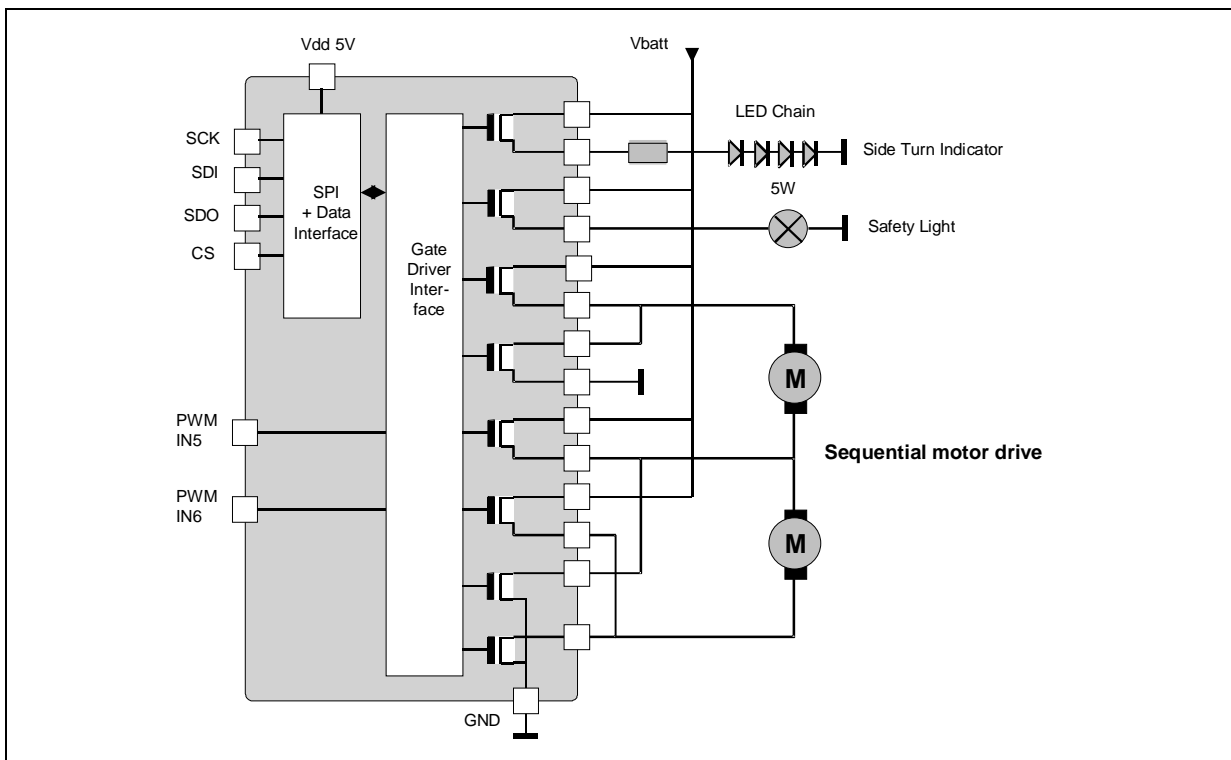 Vdd 5V
Vbatt
LED Chain
SCK
Side Turn Indicator
SDI
SPI
+ Data
Interface
5W
SDO
Safety Light
CS
Gate
Driver
Inter-
face
M
PWM
IN5
Sequential motor drive
PWM
IN6
M
GND